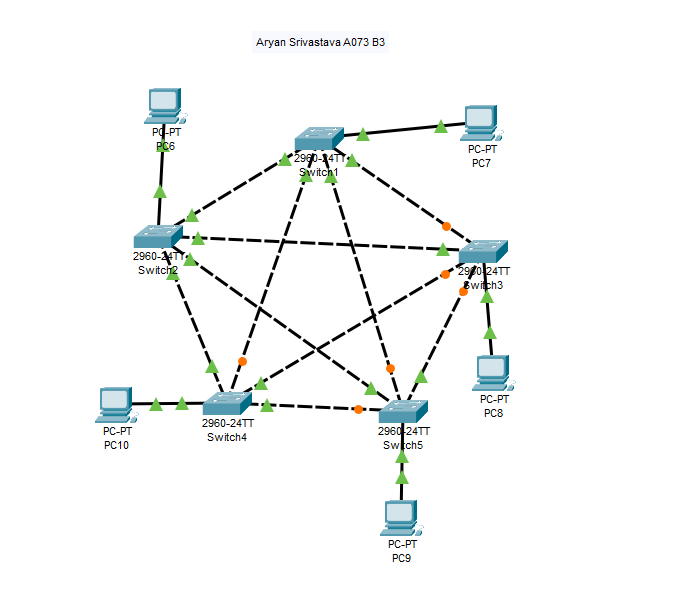 Aryan Srivastava A073 B3
PC-PT
PC6
2960-24TT
Switch1
PC-PT
PC7
2960-24TT
Switch2
2960-24TT
Switch3
PC-PT
PC8
PC-PT
PC10
2960-24TT
Switch4
2960-24TT
Switch5
PC-PT
PC9